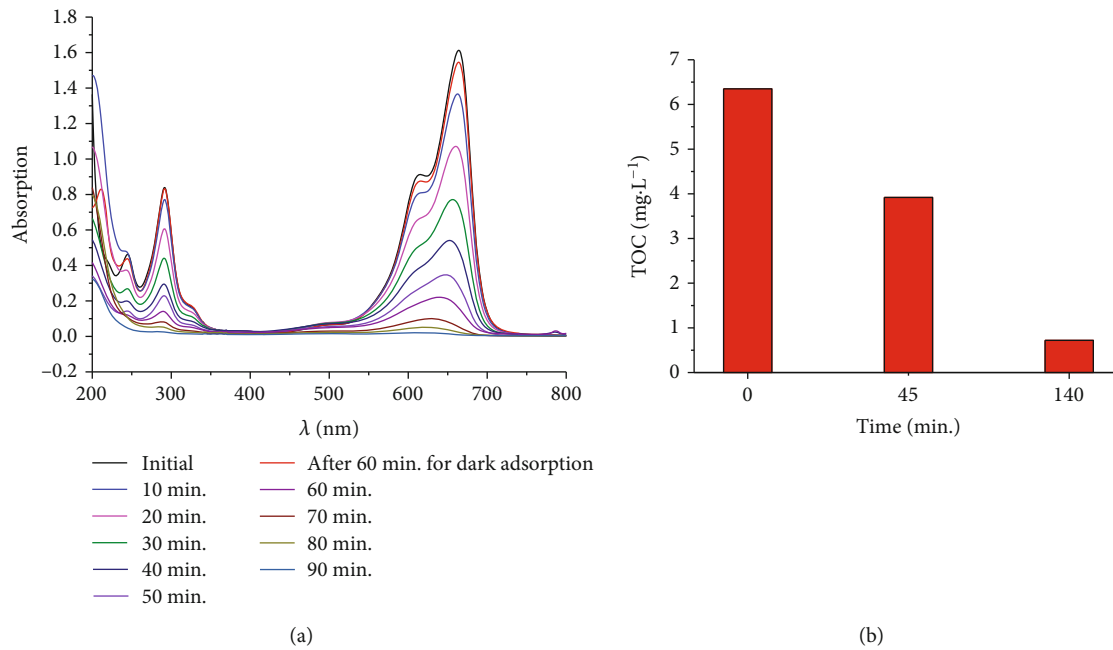 1.8
1.6
1.4
1.2
1.0
0.8
0.6
0.4
0.2
0.0
−0.2
Absorption
200 300 400 500 600 700 800
λ (nm)
Initial
After 60 min. for dark adsorption
10 min.
60 min.
20 min.
70 min.
30 min.
80 min.
40 min.
90 min.
50 min.
(a)
7
6
5
4
3
2
1
0
TOC (mg·L⁻¹)
0 45 140
Time (min.)
(b)